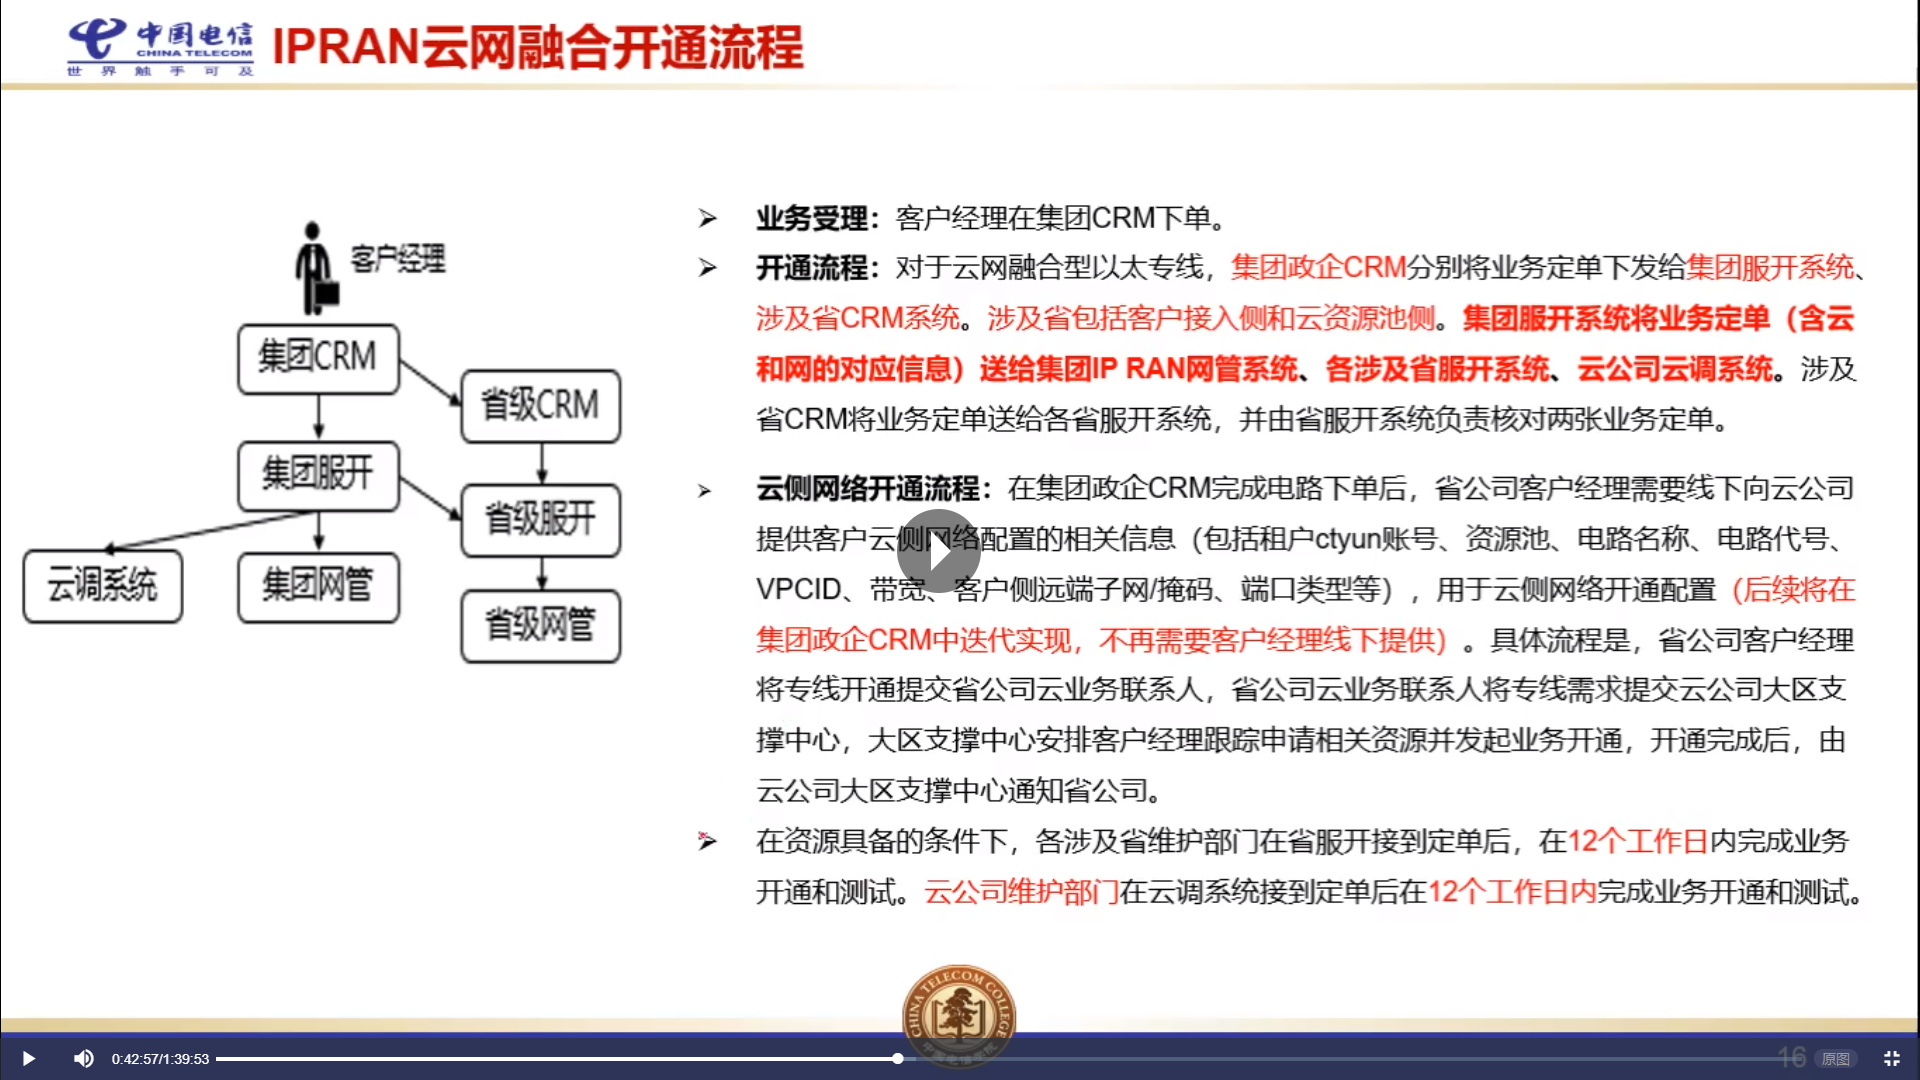 中国电信
CHINA TELECOM
世界触手可及
IPRAN云网融合开通流程
客户经理
集团CRM
省级CRM
集团服开
省级服开
云调系统
集团网管
省级网管
业务受理：客户经理在集团CRM下单。
开通流程：对于云网融合型以太专线，集团政企CRM分别将业务定单下发给集团服开系统、
涉及省CRM系统。涉及省包括客户接入侧和云资源池侧。集团服开系统将业务定单（含云
和网的对应信息）送给集团IP RAN网管系统、各涉及省服开系统、云公司云调系统。涉及
省CRM将业务定单送给各省服开系统，并由省服开系统负责核对两张业务定单。
云侧网络开通流程：在集团政企CRM完成电路下单后，省公司客户经理需要线下向云公司
提供客户云侧网络配置的相关信息（包括租户ctyun账号、资源池、电路名称、电路代号、
VPCID、带宽、客户侧远端子网/掩码、端口类型等），用于云侧网络开通配置（后续将在
集团政企CRM中迭代实现，不再需要客户经理线下提供）。具体流程是，省公司客户经理
将专线开通提交省公司云业务联系人，省公司云业务联系人将专线需求提交云公司大区支
撑中心，大区支撑中心安排客户经理跟踪申请相关资源并发起业务开通，开通完成后，由
云公司大区支撑中心通知省公司。
在资源具备的条件下，各涉及省维护部门在省服开接到定单后，在12个工作日内完成业务
开通和测试。云公司维护部门在云调系统接到定单后在12个工作日内完成业务开通和测试。
CHINA TELECOM COLLEGE
中国电信学院
0:42:57/1:39:53
16
原图